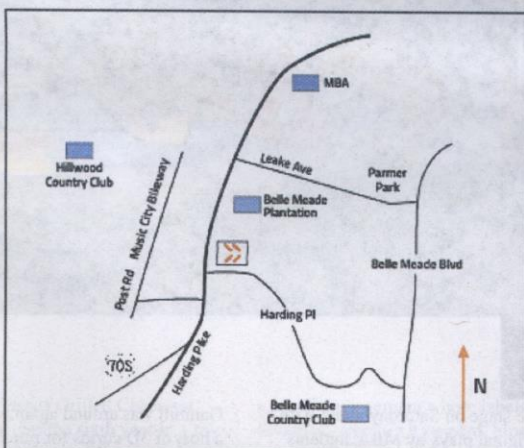 MBA
Hillwood
Country Club
Music City Bikeway
Leake Ave
Parmer
Park
Belle Meade
Plantation
Belle Meade Blvd
Post Rd
Harding Pl
70S
Harding Pike
N
Belle Meade
Country Club